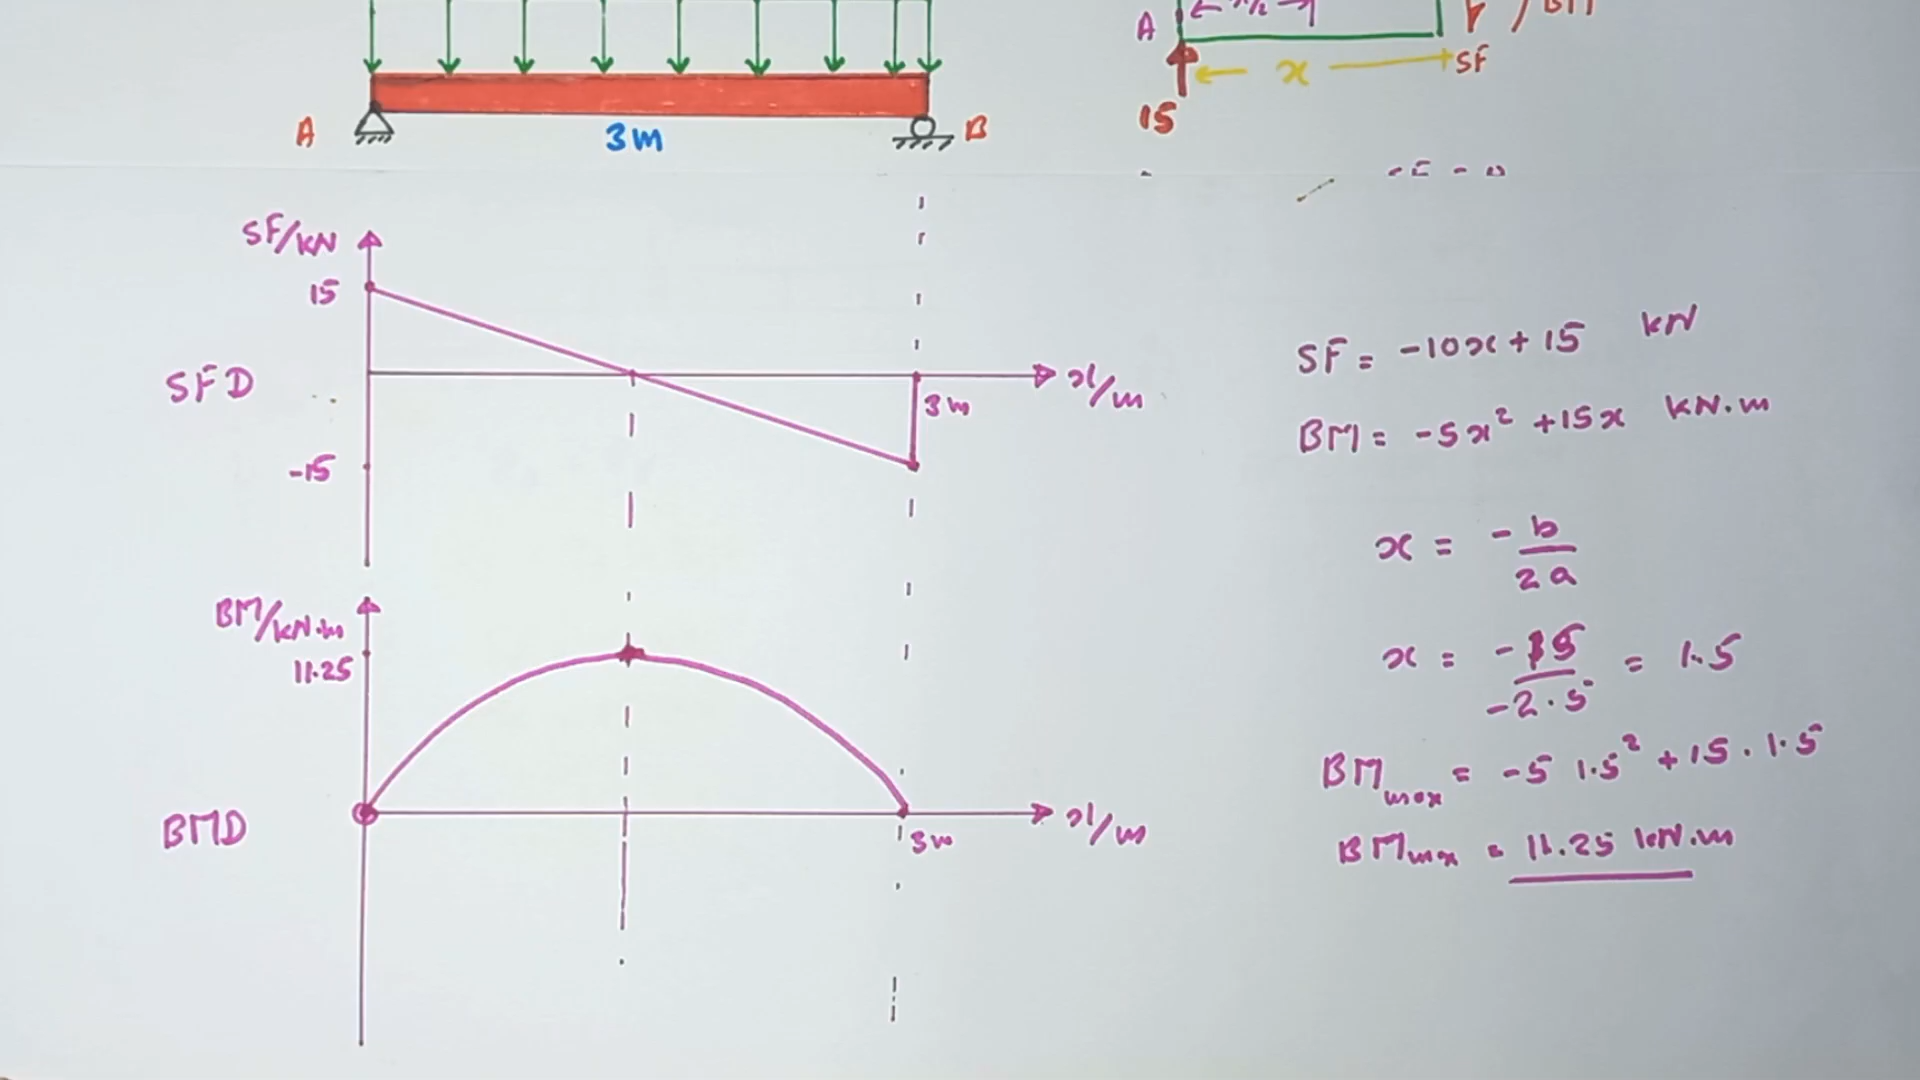 A
x/2
BM
SF
x
15
A
3m
B
SF/kN
15
SFD
-15
3m
x/m
BM/kN.m
11.25
BMD
3m
x/m
SF = -10x + 15 kN
BM = -5x² + 15x kN.m
x = -b/2a
x = -15/-2.5 = 1.5
BMmax = -5 1.5² + 15 . 1.5
BMmax = 11.25 kN.m